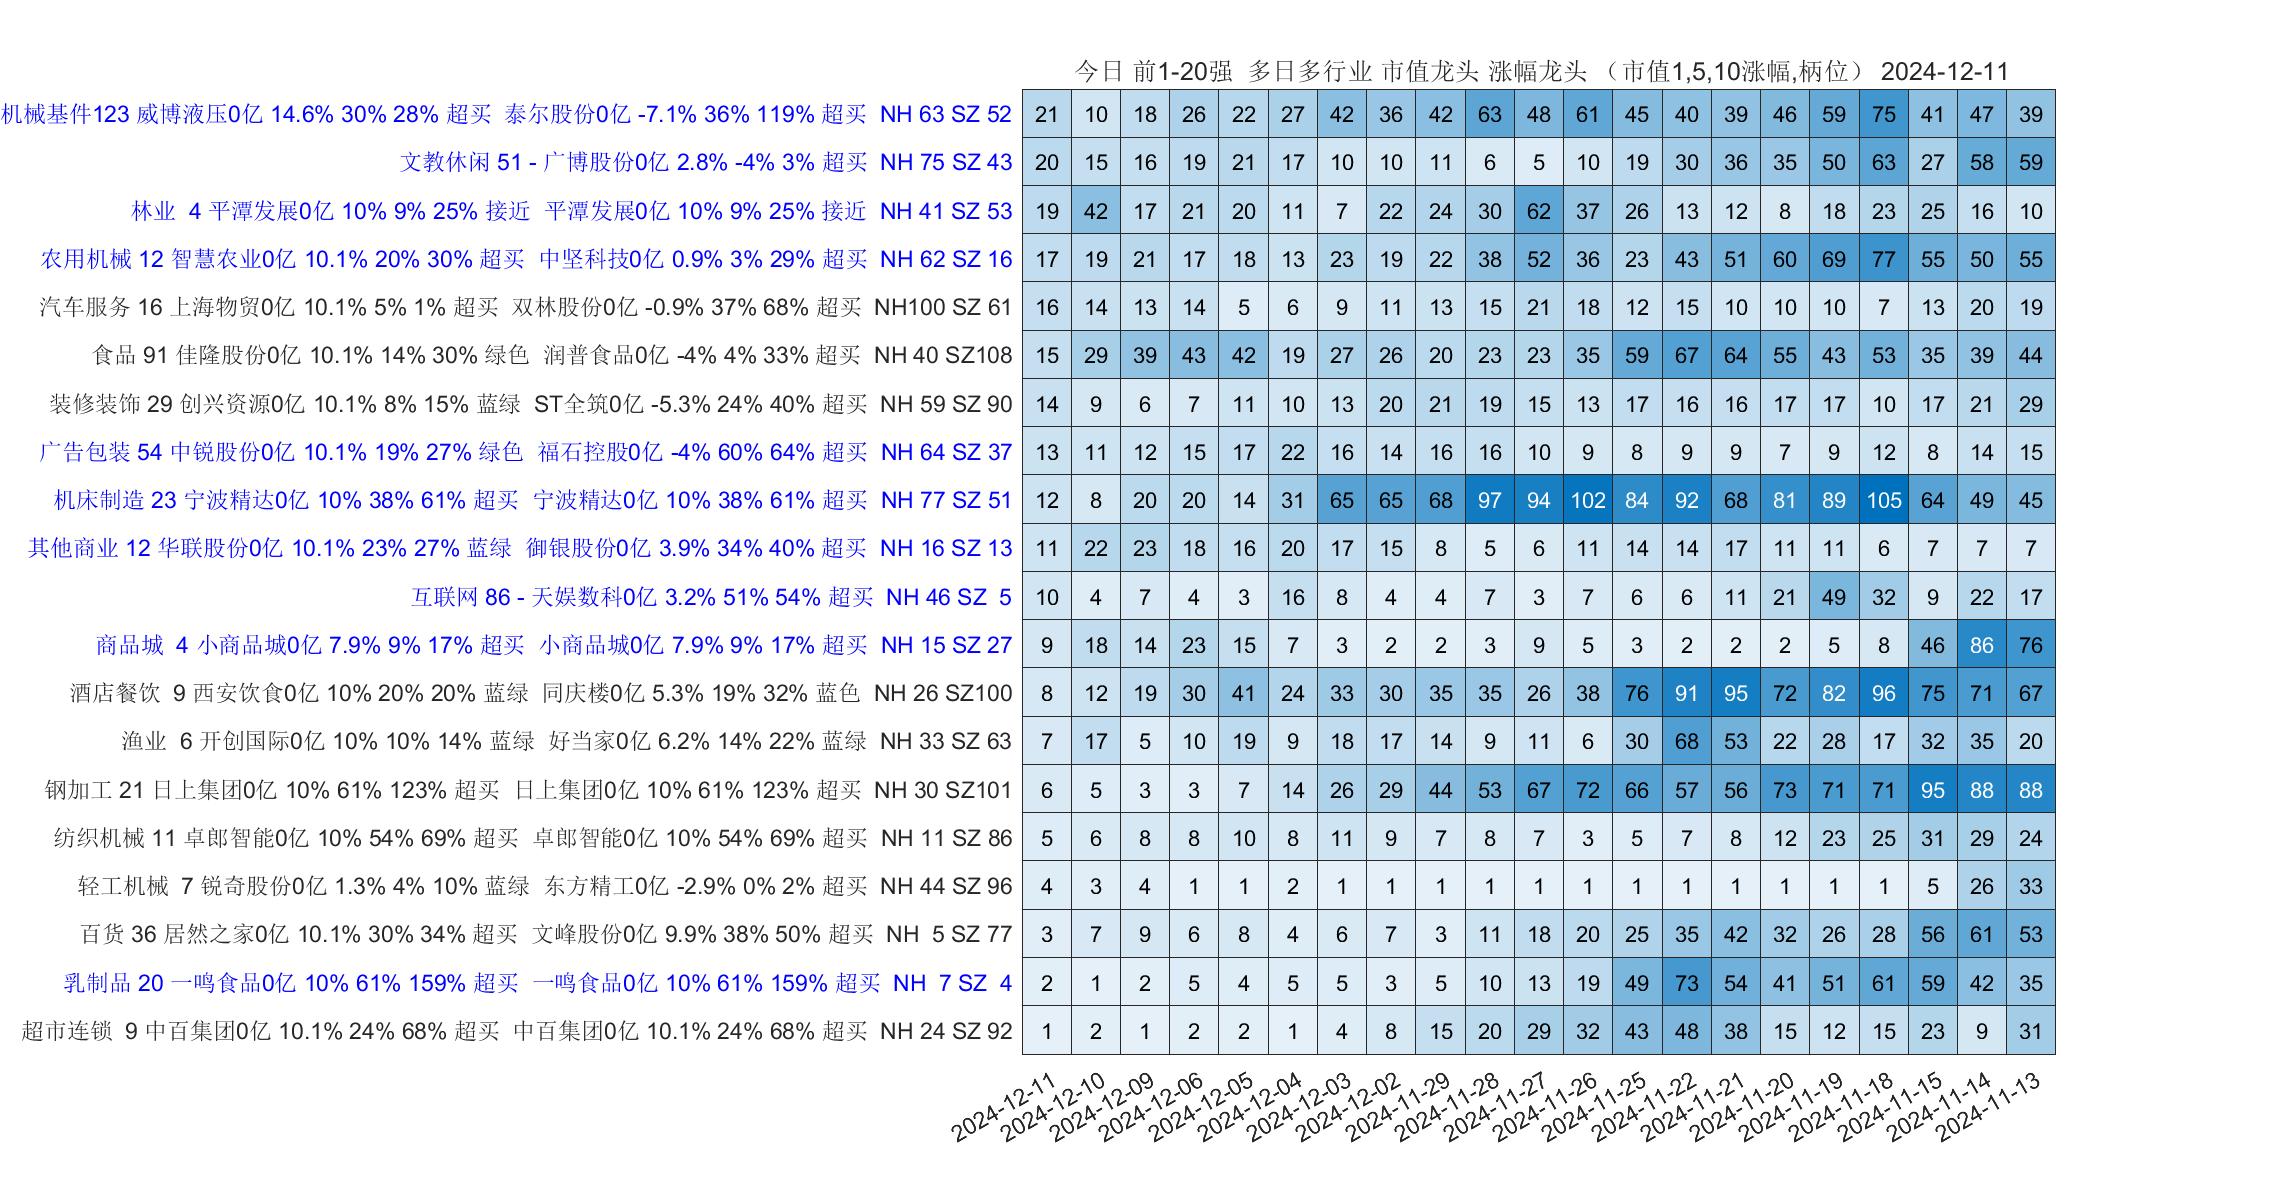 今日 前1-20强 多日多行业 市值龙头 涨幅龙头 （市值1,5,10涨幅,柄位） 2024-12-11
机械基件123 威博液压0亿 14.6% 30% 28% 超买 泰尔股份0亿 -7.1% 36% 119% 超买 NH 63 SZ 52 21 10 18 26 22 27 42 36 42 63 48 61 45 40 39 46 59 75 41 47 39
文教休闲 51 - 广博股份0亿 2.8% -4% 3% 超买 NH 75 SZ 43 20 15 16 19 21 17 10 10 11 6 5 10 19 30 36 35 50 63 27 58 59
林业 4 平潭发展0亿 10% 9% 25% 接近 平潭发展0亿 10% 9% 25% 接近 NH 41 SZ 53 19 42 17 21 20 11 7 22 24 30 62 37 26 13 12 8 18 23 25 16 10
农用机械 12 智慧农业0亿 10.1% 20% 30% 超买 中坚科技0亿 0.9% 3% 29% 超买 NH 62 SZ 16 17 19 21 17 18 13 23 19 22 38 52 36 23 43 51 60 69 77 55 50 55
汽车服务 16 上海物贸0亿 10.1% 5% 1% 超买 双林股份0亿 -0.9% 37% 68% 超买 NH100 SZ 61 16 14 13 14 5 6 9 11 13 15 21 18 12 15 10 10 10 7 13 20 19
食品 91 佳隆股份0亿 10.1% 14% 30% 绿色 润普食品0亿 -4% 4% 33% 超买 NH 40 SZ108 15 29 39 43 42 19 27 26 20 23 23 35 59 67 64 55 43 53 35 39 44
装修装饰 29 创兴资源0亿 10.1% 8% 15% 蓝绿 ST全筑0亿 -5.3% 24% 40% 超买 NH 59 SZ 90 14 9 6 7 11 10 13 20 21 19 15 13 17 16 16 17 17 10 17 21 29
广告包装 54 中锐股份0亿 10.1% 19% 27% 绿色 福石控股0亿 -4% 60% 64% 超买 NH 64 SZ 37 13 11 12 15 17 22 16 14 16 16 10 9 8 9 9 7 9 12 8 14 15
机床制造 23 宁波精达0亿 10% 38% 61% 超买 宁波精达0亿 10% 38% 61% 超买 NH 77 SZ 51 12 8 20 20 14 31 65 65 68 97 94 102 84 92 68 81 89 105 64 49 45
其他商业 12 华联股份0亿 10.1% 23% 27% 蓝绿 御银股份0亿 3.9% 34% 40% 超买 NH 16 SZ 13 11 22 23 18 16 20 17 15 8 5 6 11 14 14 17 11 11 6 7 7 7
互联网 86 - 天娱数科0亿 3.2% 51% 54% 超买 NH 46 SZ 5 10 4 7 4 3 16 8 4 4 7 3 7 6 6 11 21 49 32 9 22 17
商品城 4 小商品城0亿 7.9% 9% 17% 超买 小商品城0亿 7.9% 9% 17% 超买 NH 15 SZ 27 9 18 14 23 15 7 3 2 2 3 9 5 3 2 2 2 5 8 46 86 76
酒店餐饮 9 西安饮食0亿 10% 20% 20% 蓝绿 同庆楼0亿 5.3% 19% 32% 蓝色 NH 26 SZ100 8 12 19 30 41 24 33 30 35 35 26 38 76 91 95 72 82 96 75 71 67
渔业 6 开创国际0亿 10% 10% 14% 蓝绿 好当家0亿 6.2% 14% 22% 蓝绿 NH 33 SZ 63 7 17 5 10 19 9 18 17 14 9 11 6 30 68 53 22 28 17 32 35 20
钢加工 21 日上集团0亿 10% 61% 123% 超买 日上集团0亿 10% 61% 123% 超买 NH 30 SZ101 6 5 3 3 7 14 26 29 44 53 67 72 66 57 56 73 71 71 95 88 88
纺织机械 11 卓郎智能0亿 10% 54% 69% 超买 卓郎智能0亿 10% 54% 69% 超买 NH 11 SZ 86 5 6 8 8 10 8 11 9 7 8 7 3 5 7 8 12 23 25 31 29 24
轻工机械 7 锐奇股份0亿 1.3% 4% 10% 蓝绿 东方精工0亿 -2.9% 0% 2% 超买 NH 44 SZ 96 4 3 4 1 1 2 1 1 1 1 1 1 1 1 1 1 1 1 5 26 33
百货 36 居然之家0亿 10.1% 30% 34% 超买 文峰股份0亿 9.9% 38% 50% 超买 NH 5 SZ 77 3 7 9 6 8 4 6 7 3 11 18 20 25 35 42 32 26 28 56 61 53
乳制品 20 一鸣食品0亿 10% 61% 159% 超买 一鸣食品0亿 10% 61% 159% 超买 NH 7 SZ 4 2 1 2 5 4 5 5 3 5 10 13 19 49 73 54 41 51 61 59 42 35
超市连锁 9 中百集团0亿 10.1% 24% 68% 超买 中百集团0亿 10.1% 24% 68% 超买 NH 24 SZ 92 1 2 1 2 2 1 4 8 15 20 29 32 43 48 38 15 12 15 23 9 31
2024-12-11 2024-12-10 2024-12-09 2024-12-06 2024-12-05 2024-12-04 2024-12-03 2024-12-02 2024-11-29 2024-11-28 2024-11-27 2024-11-26 2024-11-25 2024-11-22 2024-11-21 2024-11-20 2024-11-19 2024-11-18 2024-11-15 2024-11-14 2024-11-13